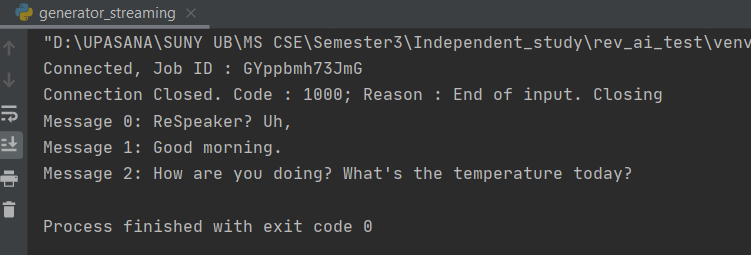 generator_streaming
"D:\UPASANA\SUNY UB\MS CSE\Semester3\Independent_study\rev_ai_test\venv
Connected, Job ID : GYppbmh73JmG
Connection Closed. Code : 1000; Reason : End of input. Closing
Message 0: ReSpeaker? Uh,
Message 1: Good morning.
Message 2: How are you doing? What's the temperature today?
Process finished with exit code 0